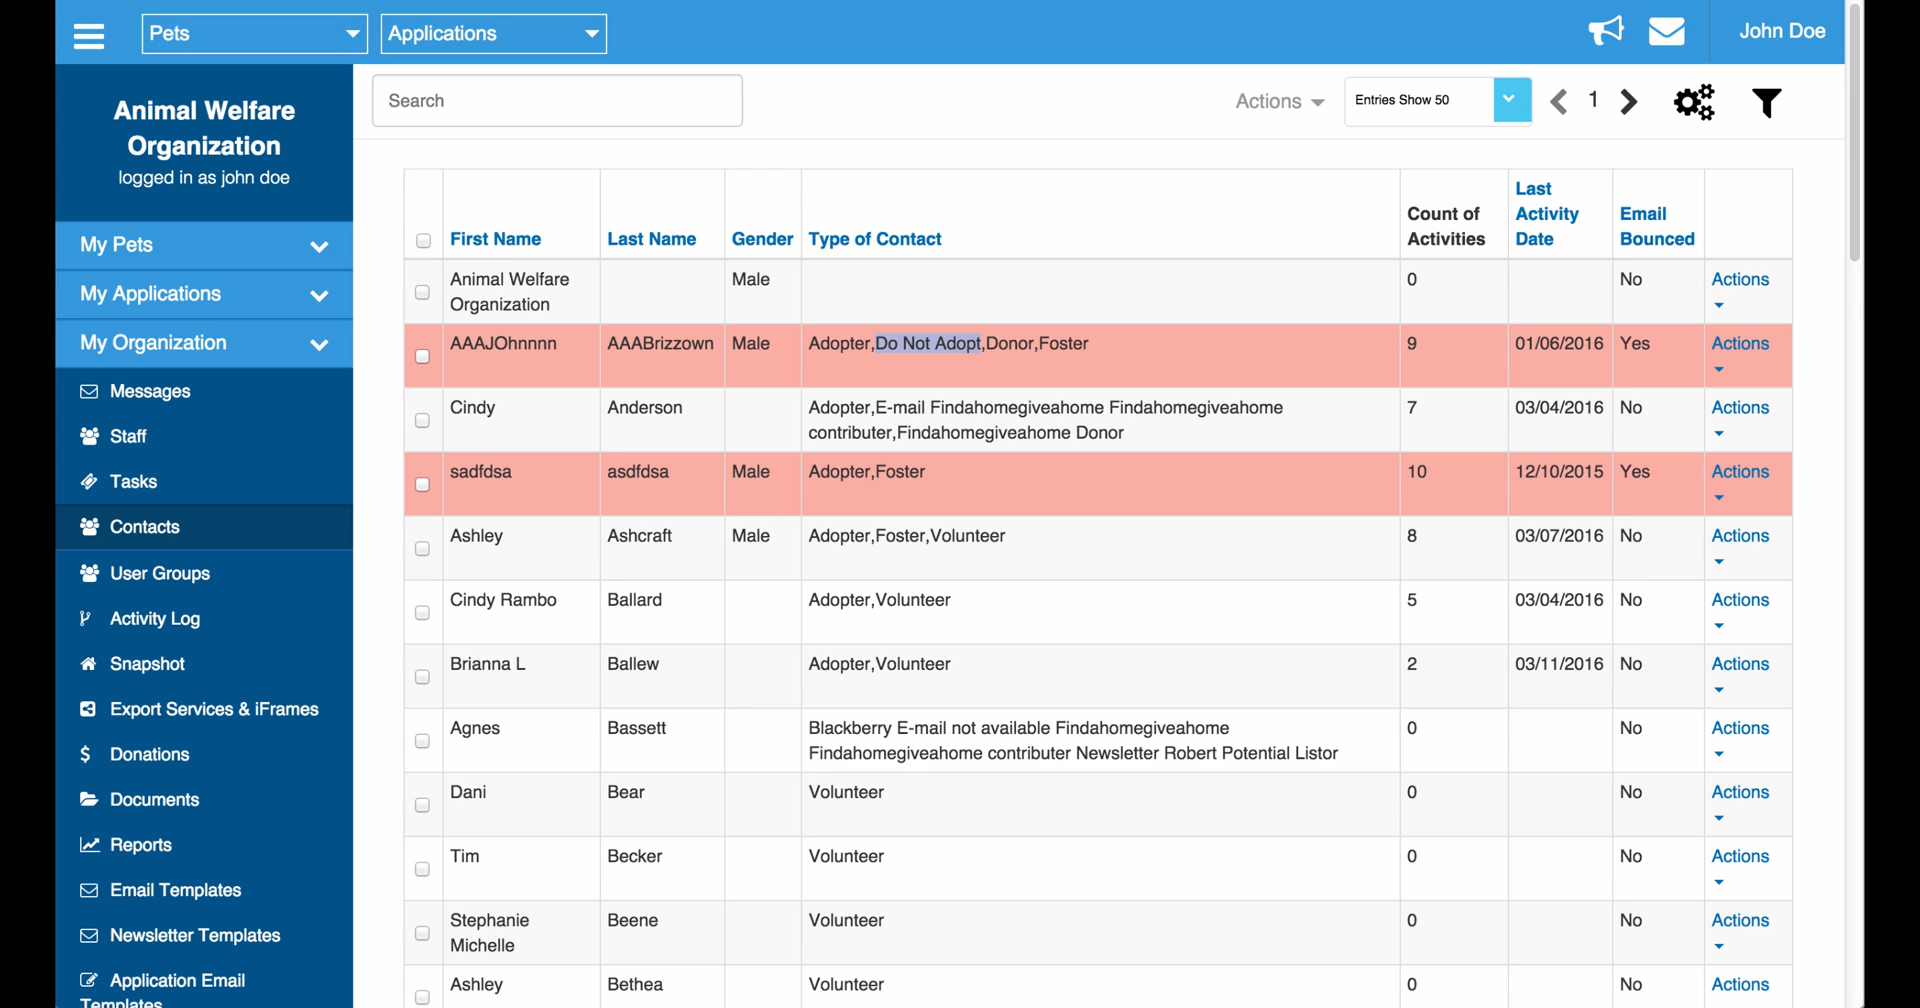 Pets
Applications
John Doe
Animal Welfare
Organization
logged in as john doe
My Pets
My Applications
My Organization
Messages
Staff
Tasks
Contacts
User Groups
Activity Log
Snapshot
Export Services & iFrames
Donations
Documents
Reports
Email Templates
Newsletter Templates
Application Email
Templates
Search
Actions
Entries Show 50
1
First Name Last Name Gender Type of Contact Count of Activities Last Activity Date Email Bounced
Animal Welfare Organization Male 0 No Actions
AAAJOhnnnn AAABrizzown Male Adopter,Do Not Adopt,Donor,Foster 9 01/06/2016 Yes Actions
Cindy Anderson Adopter,E-mail Findahomegiveahome Findahomegiveahome 7 03/04/2016 No Actions
contributer,Findahomegiveahome Donor
sadfdsa asdfdsa Male Adopter,Foster 10 12/10/2015 Yes Actions
Ashley Ashcraft Male Adopter,Foster,Volunteer 8 03/07/2016 No Actions
Cindy Rambo Ballard Adopter,Volunteer 5 03/04/2016 No Actions
Brianna L Ballew Adopter,Volunteer 2 03/11/2016 No Actions
Agnes Bassett Blackberry E-mail not available Findahomegiveahome 0 No Actions
Findahomegiveahome contributer Newsletter Robert Potential Listor
Dani Bear Volunteer 0 No Actions
Tim Becker Volunteer 0 No Actions
Stephanie Michelle Beene Volunteer 0 No Actions
Ashley Bethea Volunteer 0 No Actions